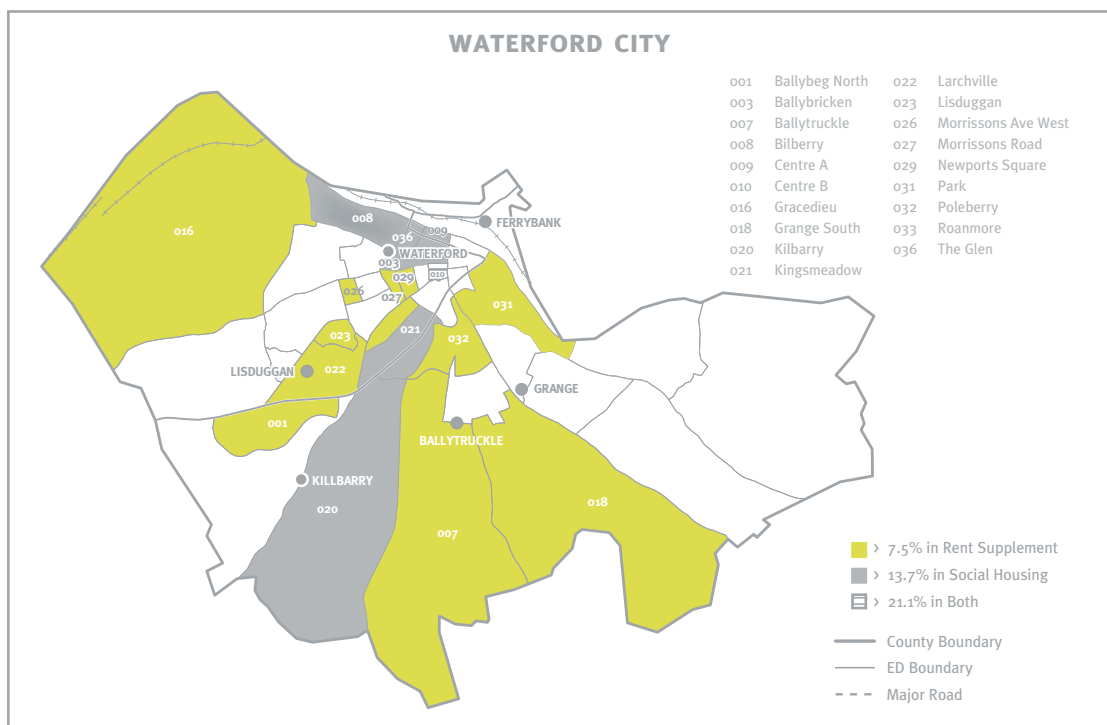 WATERFORD CITY
001 Ballybeg North
003 Ballybricken
007 Ballytruckle
008 Bilberry
009 Centre A
010 Centre B
016 Gracedieu
018 Grange South
020 Kilbarry
021 Kingsmeadow
022 Larchville
023 Lisduggan
026 Morrissons Ave West
027 Morrissons Road
029 Newports Square
031 Park
032 Poleberry
033 Roanmore
036 The Glen
008
016
036
009
FERRYBANK
WATERFORD
003
029
010
026
027
031
021
023
032
LISDUGGAN
022
GRANGE
001
BALLYTRUCKLE
KILLBARRY
020
018
007
› 7.5% in Rent Supplement
› 13.7% in Social Housing
› 21.1% in Both
County Boundary
ED Boundary
Major Road